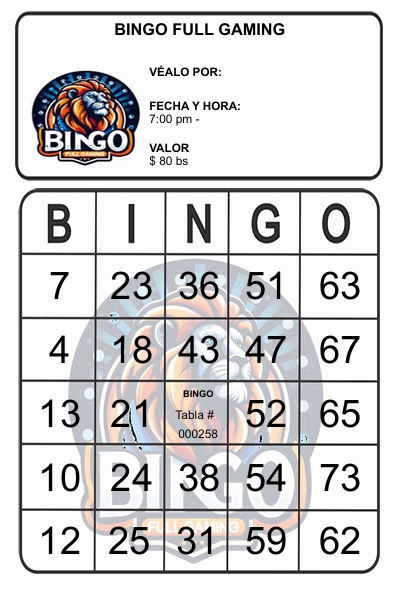 BINGO FULL GAMING
VÉALO POR:
FECHA Y HORA:
7:00 pm -
VALOR
$ 80 bs
BINGO
FULL GAMING
B I N G O
7 23 36 51 63
4 18 43 47 67
13 21 BINGO 52 65
Tabla #
000258
10 24 38 54 73
12 25 31 59 62
BINGO
FULL GAMING